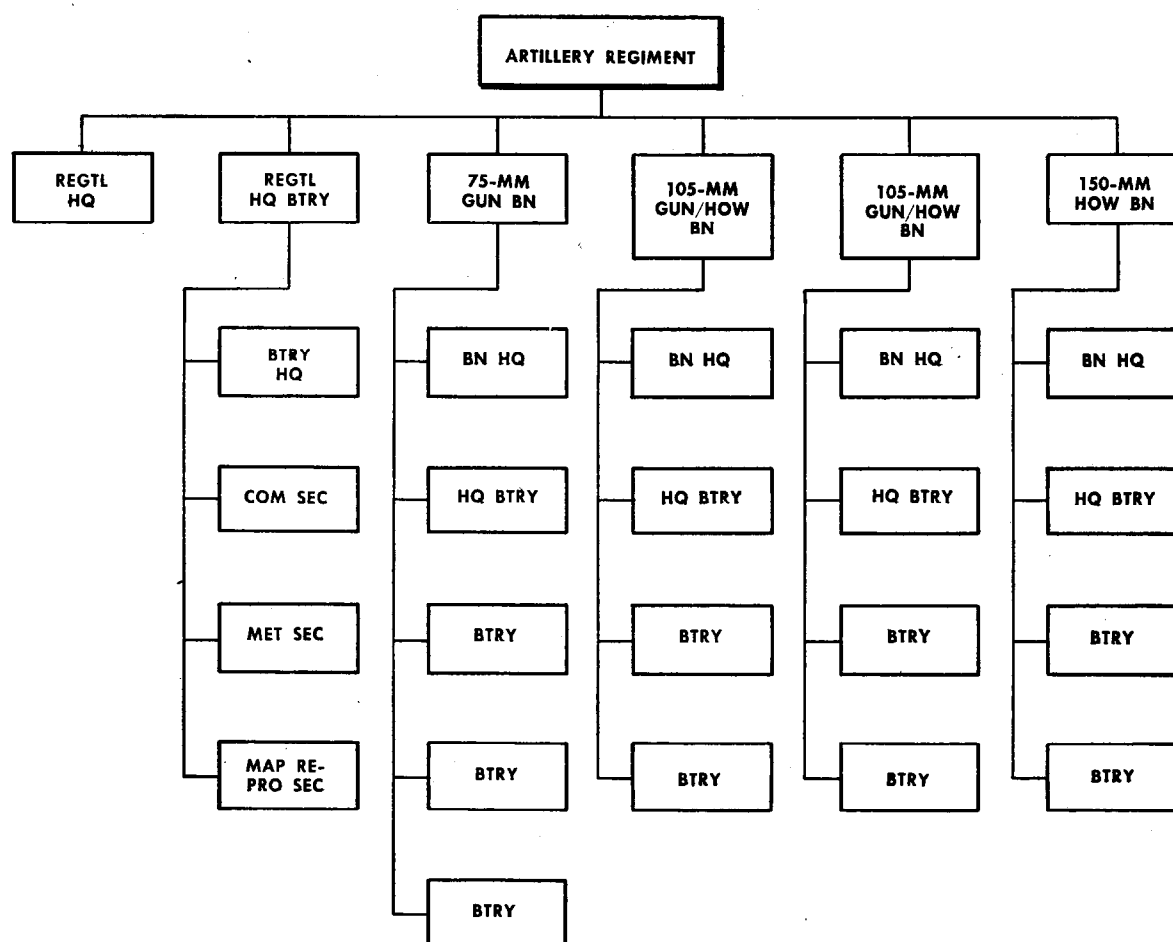 ARTILLERY REGIMENT
REGTL
HQ
REGTL
HQ BTRY
75-MM
GUN BN
105-MM
GUN/HOW
BN
105-MM
GUN/HOW
BN
150-MM
HOW BN
BTRY
HQ
BN HQ
BN HQ
BN HQ
BN HQ
COM SEC
HQ BTRY
HQ BTRY
HQ BTRY
HQ BTRY
MET SEC
BTRY
BTRY
BTRY
BTRY
MAP RE-
PRO SEC
BTRY
BTRY
BTRY
BTRY
BTRY